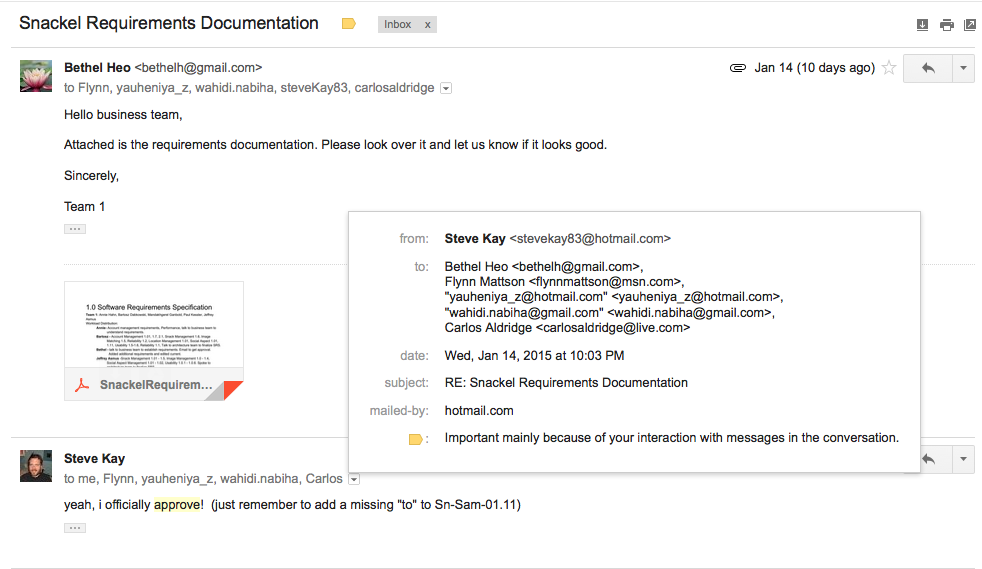 Snackel Requirements Documentation
Inbox x
Bethel Heo <bethelh@gmail.com>
Jan 14 (10 days ago)
to Flynn, yauheniya_z, wahidi.nabiha, steveKay83, carlosaldridge
Hello business team,
Attached is the requirements documentation. Please look over it and let us know if it looks good.
Sincerely,
Team 1
1.0 Software Requirements Specification
SnackelRequirem...
from: Steve Kay <stevekay83@hotmail.com>
to: Bethel Heo <bethelh@gmail.com>,
Flynn Mattson <flynnmattson@msn.com>,
"yauheniya_z@hotmail.com" <yauheniya_z@hotmail.com>,
"wahidi.nabiha@gmail.com" <wahidi.nabiha@gmail.com>,
Carlos Aldridge <carlosaldridge@live.com>
date: Wed, Jan 14, 2015 at 10:03 PM
subject: RE: Snackel Requirements Documentation
mailed-by: hotmail.com
: Important mainly because of your interaction with messages in the conversation.
Steve Kay
to me, Flynn, yauheniya_z, wahidi.nabiha, Carlos
yeah, i officially approve! (just remember to add a missing "to" to Sn-Sam-01.11)